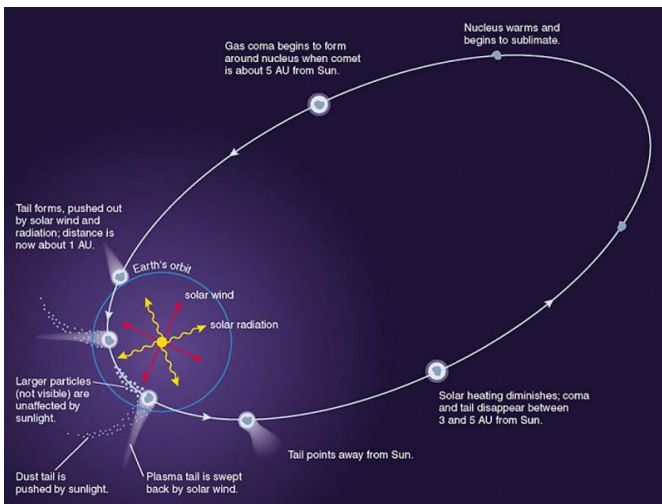 Nucleus warms and
begins to sublimate.
Gas coma begins to form
around nucleus when comet
is about 5 AU from Sun.
Tail forms, pushed out
by solar wind and
radiation; distance is
now about 1 AU.
Earth's orbit
solar wind
solar radiation
Larger particles
(not visible) are
unaffected by
sunlight.
Solar heating diminishes; coma
and tail disappear between
3 and 5 AU from Sun.
Tail points away from Sun.
Dust tail is
pushed by sunlight.
Plasma tail is swept
back by solar wind.